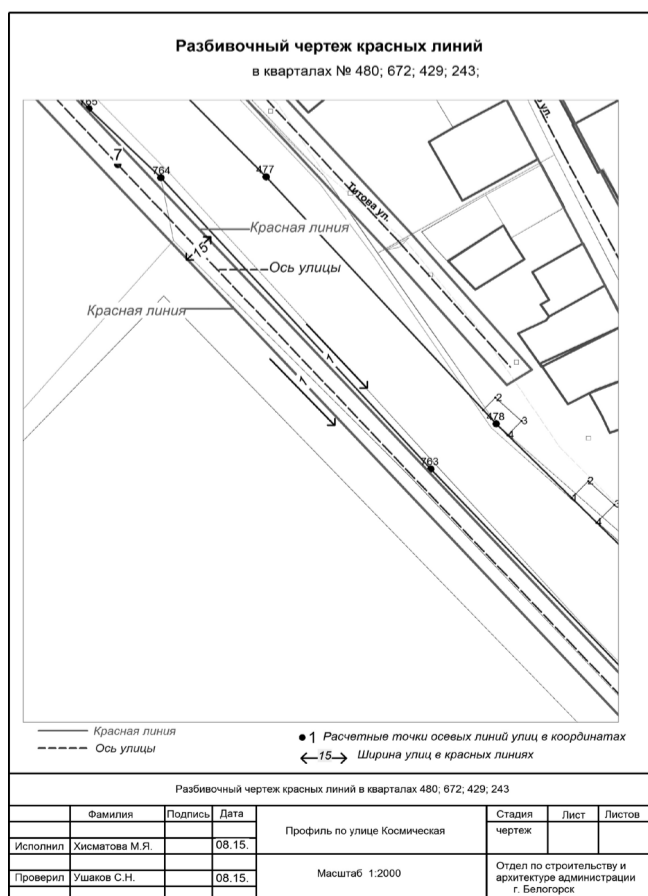 Разбивочный чертеж красных линий
в кварталах № 480; 672; 429; 243;
765
764
7
477
Титова ул.
ул.
Красная линия
15
Ось улицы
Красная линия
1
1
2
478
3
4
763
2
1
3
4
Красная линия
Ось улицы
1 Расчетные точки осевых линий улиц в координатах
15 Ширина улиц в красных линиях
Разбивочный чертеж красных линий в кварталах 480; 672; 429; 243
Фамилия Подпись Дата Стадия Лист Листов
Профиль по улице Космическая чертеж
Исполнил Хисматова М.Я. 08.15.
Проверил Ушаков С.Н. 08.15.
Масштаб 1:2000
Отдел по строительству и
архитектуре администрации
г. Белогорск